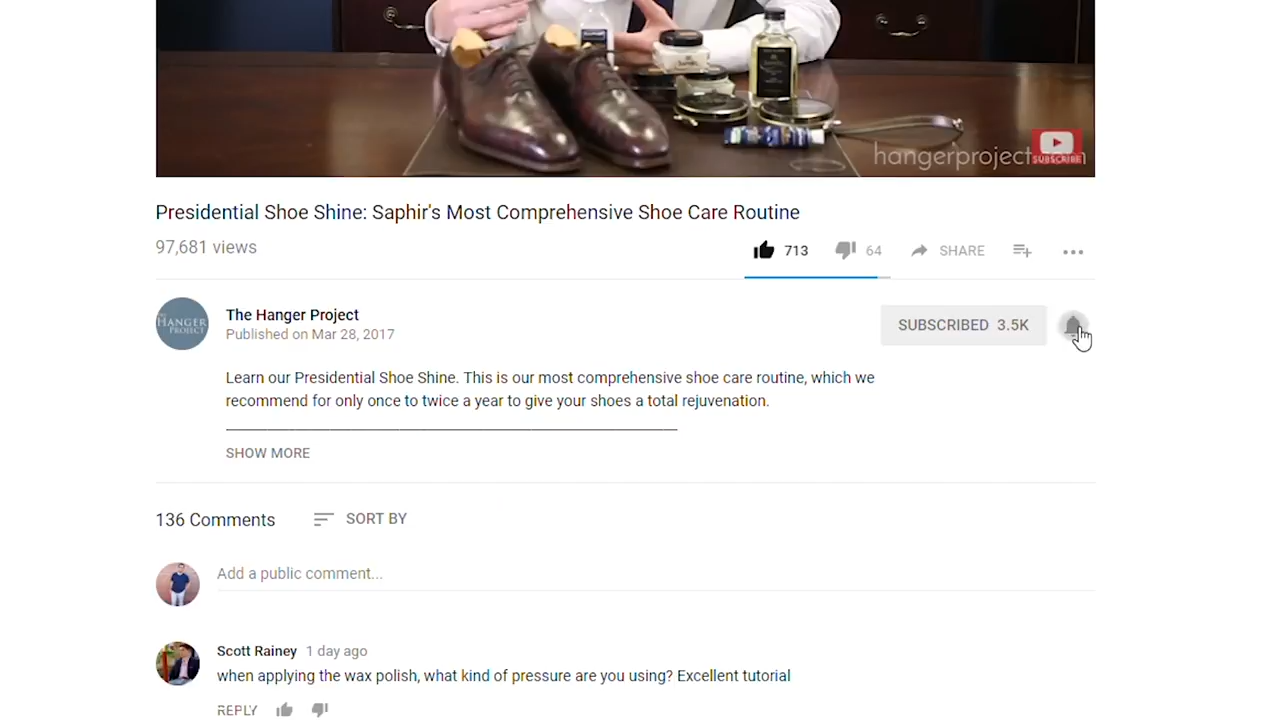 hangerproject.com
SUBSCRIBE
Presidential Shoe Shine: Saphir's Most Comprehensive Shoe Care Routine
97,681 views
713
64
SHARE
HANGER
PROJECT
The Hanger Project
Published on Mar 28, 2017
SUBSCRIBED 3.5K
Learn our Presidential Shoe Shine. This is our most comprehensive shoe care routine, which we
recommend for only once to twice a year to give your shoes a total rejuvenation.
SHOW MORE
136 Comments
SORT BY
Add a public comment...
Scott Rainey 1 day ago
when applying the wax polish, what kind of pressure are you using? Excellent tutorial
REPLY